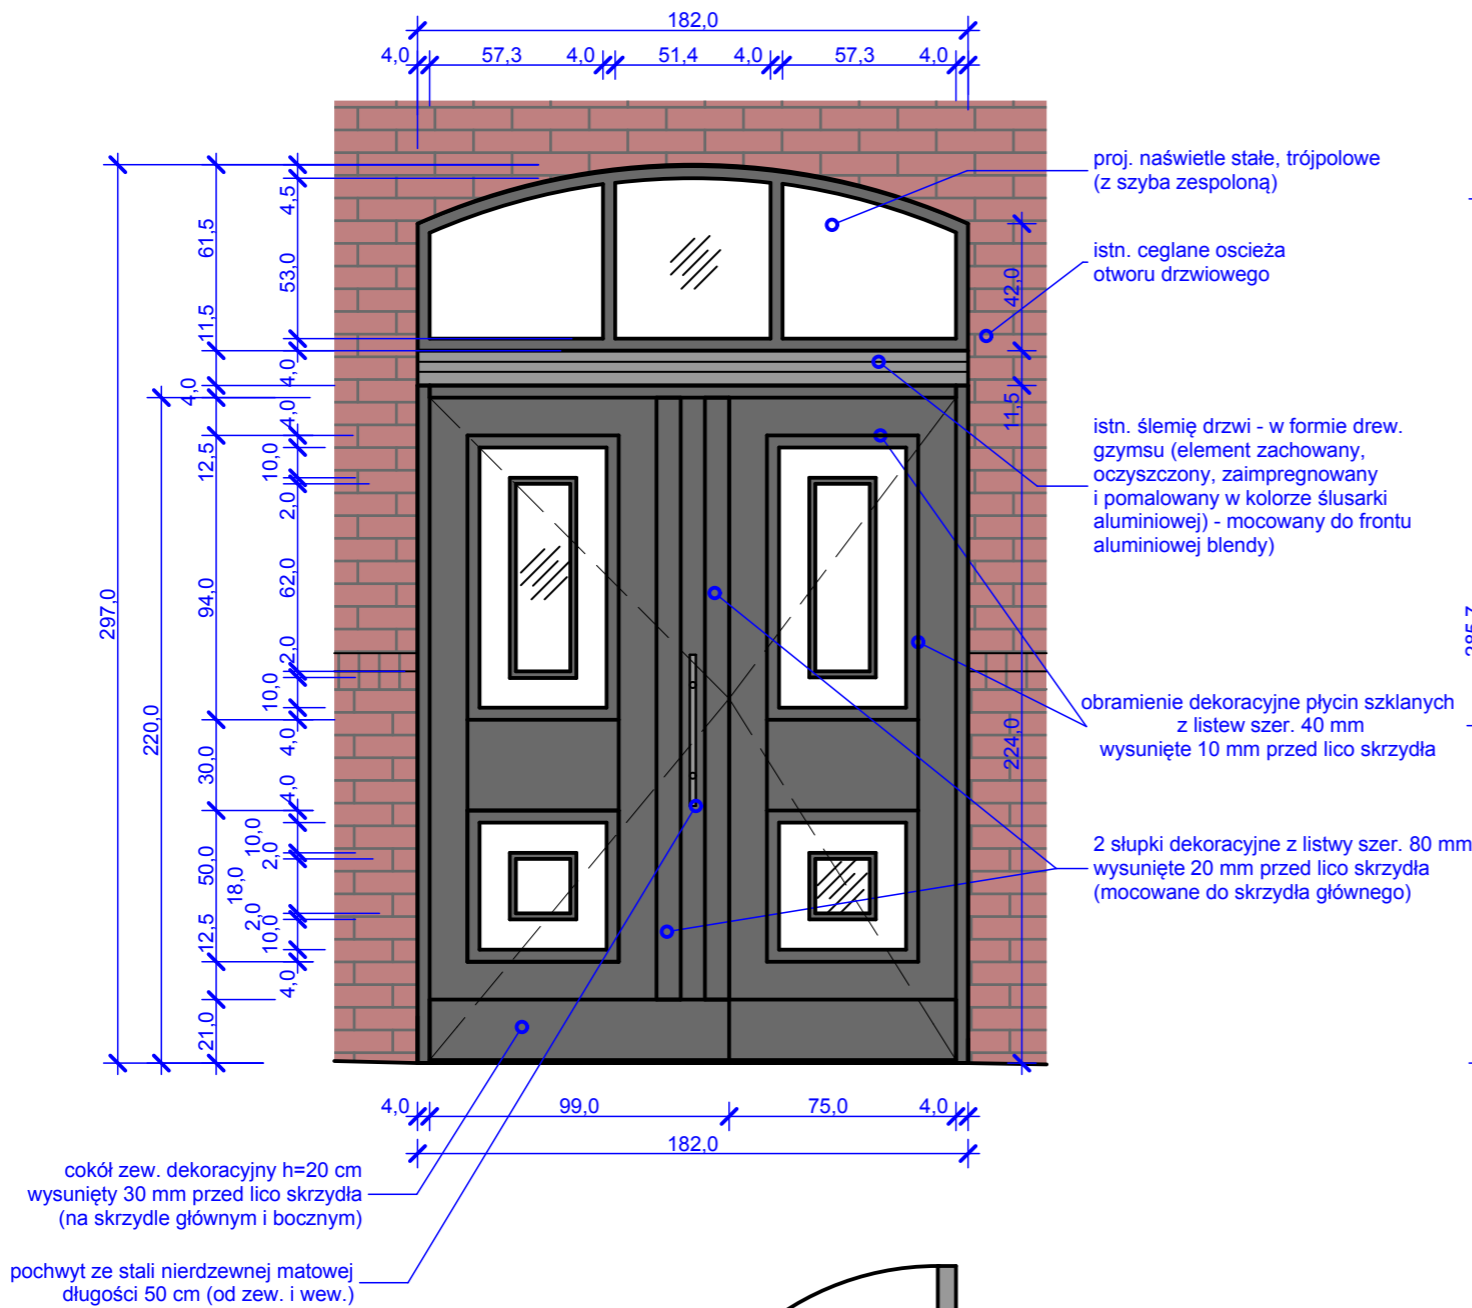 182,0
4,0 57,3 4,0 51,4 4,0 57,3 4,0
proj. naświetle stałe, trójpolowe
(z szyba zespoloną)
istn. ceglane oscieża
otworu drzwiowego
istn. ślemię drzwi - w formie drew.
gzymsu (element zachowany,
oczyszczony, zaimpregnowany
i pomalowany w kolorze ślusarki
aluminiowej) - mocowany do frontu
aluminiowej blendy)
obramienie dekoracyjne płycin szklanych
z listew szer. 40 mm
wysunięte 10 mm przed lico skrzydła
2 słupki dekoracyjne z listwy szer. 80 mm
wysunięte 20 mm przed lico skrzydła
(mocowane do skrzydła głównego)
297,0
220,0
61,5
11,5
4,0
12,5
94,0
30,0
50,0
12,5
21,0
4,5
53,0
4,0
4,0
10,0
2,0
62,0
2,0
10,0
4,0
4,0
10,0
2,0
18,0
2,0
10,0
4,0
42,0
11,5
224,0
4,0 99,0 75,0 4,0
182,0
cokół zew. dekoracyjny h=20 cm
wysunięty 30 mm przed lico skrzydła
(na skrzydle głównym i bocznym)
pochwyt ze stali nierdzewnej matowej
długości 50 cm (od zew. i wew.)